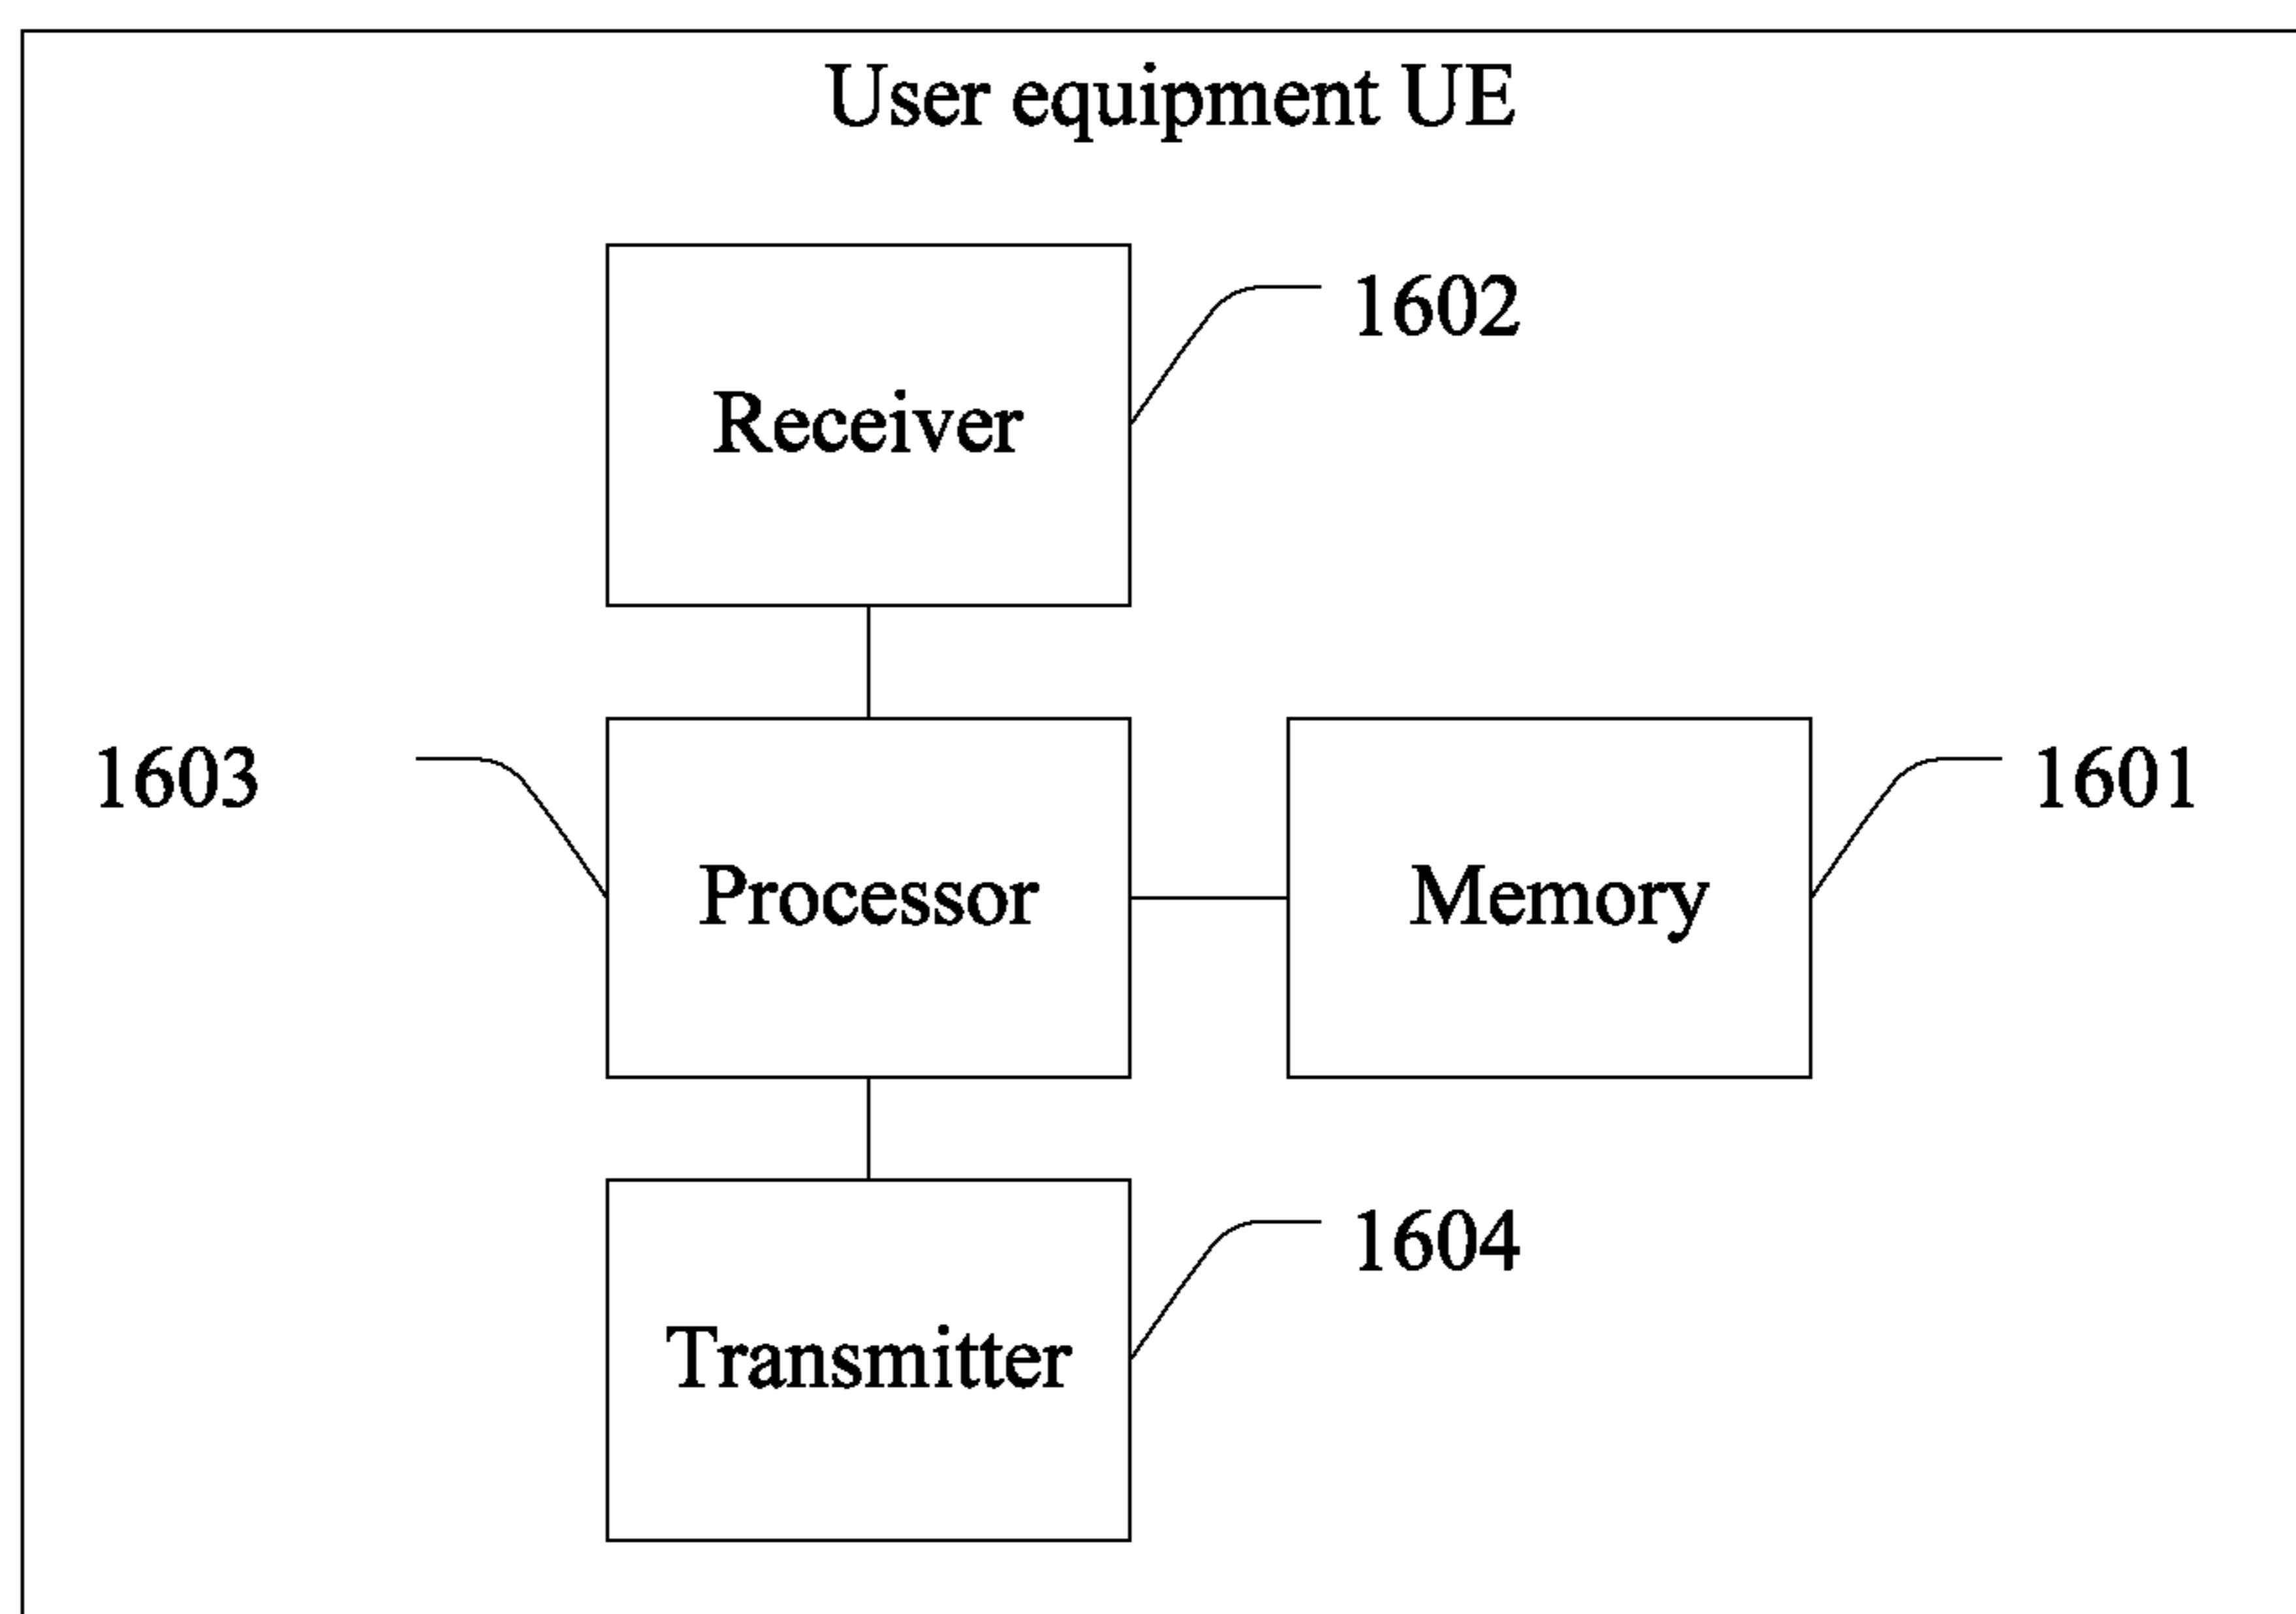 User equipment UE
1602
Receiver
1603
1601
Processor
Memory
1604
Transmitter